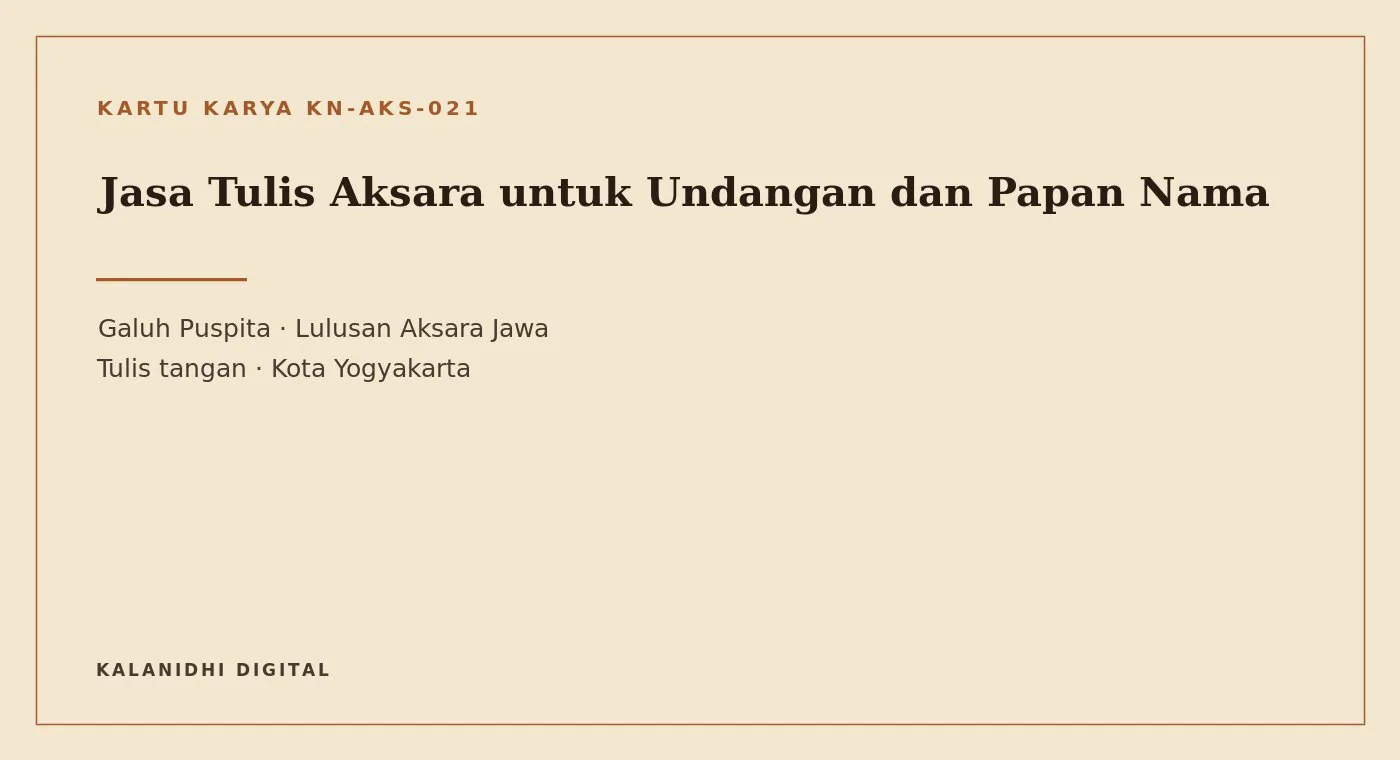 KARTU KARYA KN-AKS-021
Jasa Tulis Aksara untuk Undangan dan Papan Nama
Galuh Puspita · Lulusan Aksara Jawa
Tulis tangan · Kota Yogyakarta
KALANIDHI DIGITAL